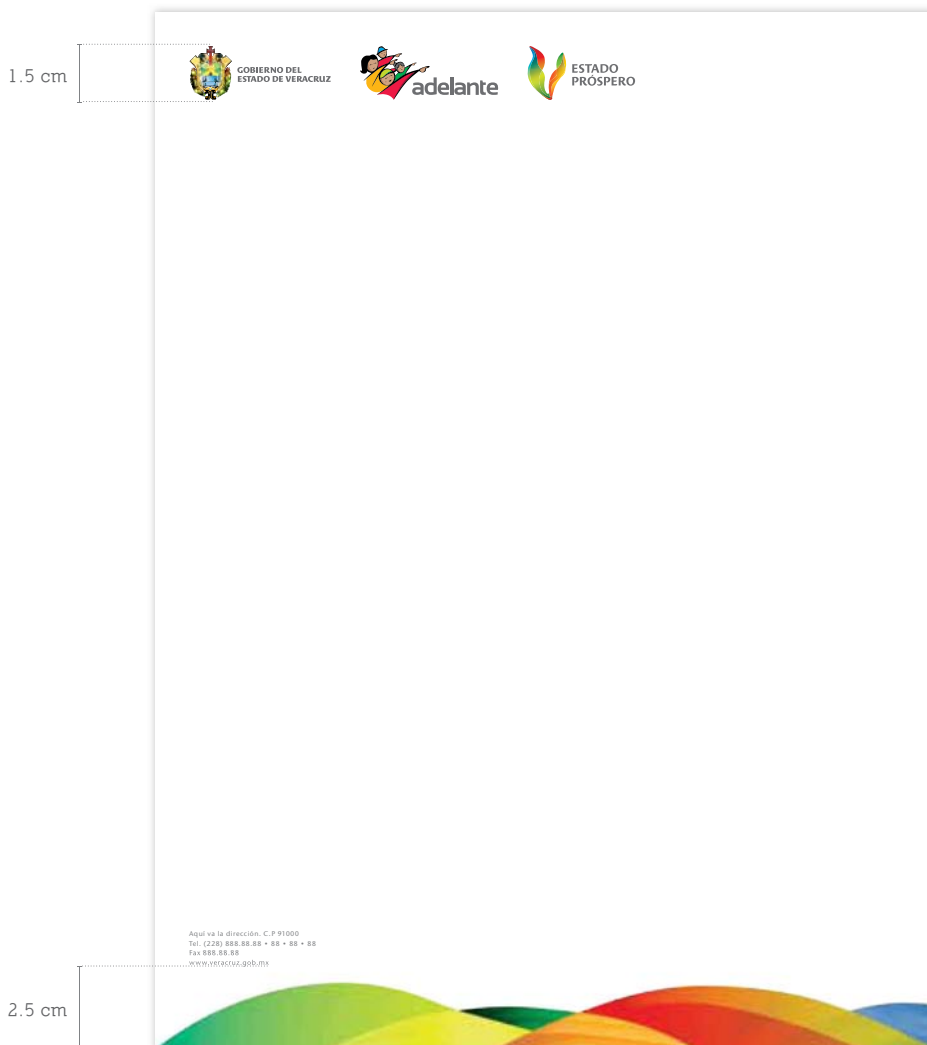 1.5 cm
GOBIERNO DEL
ESTADO DE VERACRUZ
adelante
ESTADO
PRÓSPERO
Aquí va la dirección. C.P 91000
Tel. (228) 888.88.88 • 88 • 88 • 88
Fax 888.88.88
www.veracruz.gob.mx
2.5 cm